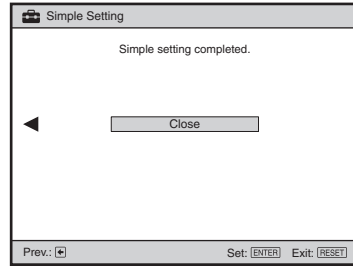 Simple Setting
Simple setting completed.
Close
Prev.: Set: ENTER Exit: RESET